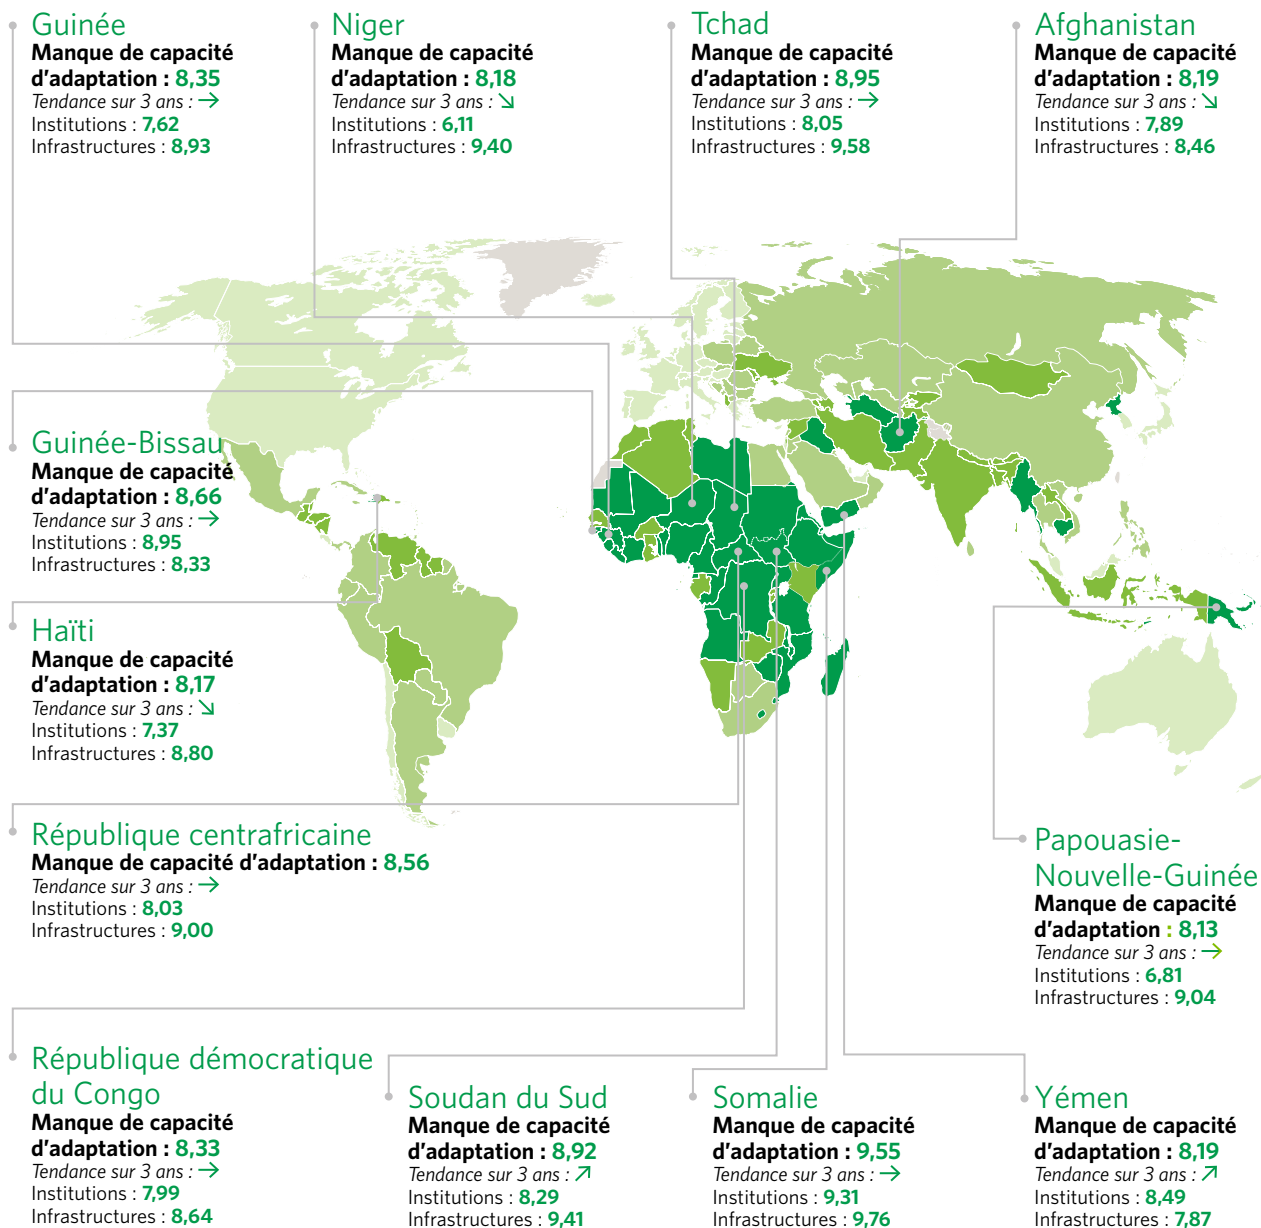 Guinée
Manque de capacité
d'adaptation : 8,35
Tendance sur 3 ans : →
Institutions : 7,62
Infrastructures : 8,93
Niger
Manque de capacité
d'adaptation : 8,18
Tendance sur 3 ans : ↘
Institutions : 6,11
Infrastructures : 9,40
Tchad
Manque de capacité
d'adaptation : 8,95
Tendance sur 3 ans : →
Institutions : 8,05
Infrastructures : 9,58
Afghanistan
Manque de capacité
d'adaptation : 8,19
Tendance sur 3 ans : ↘
Institutions : 7,89
Infrastructures : 8,46
Guinée-Bissau
Manque de capacité
d'adaptation : 8,66
Tendance sur 3 ans : →
Institutions : 8,95
Infrastructures : 8,33
Haïti
Manque de capacité
d'adaptation : 8,17
Tendance sur 3 ans : ↘
Institutions : 7,37
Infrastructures : 8,80
République centrafricaine
Manque de capacité d'adaptation : 8,56
Tendance sur 3 ans : →
Institutions : 8,03
Infrastructures : 9,00
Papouasie-
Nouvelle-Guinée
Manque de capacité
d'adaptation : 8,13
Tendance sur 3 ans : →
Institutions : 6,81
Infrastructures : 9,04
République démocratique
du Congo
Manque de capacité
d'adaptation : 8,33
Tendance sur 3 ans : →
Institutions : 7,99
Infrastructures : 8,64
Soudan du Sud
Manque de capacité
d'adaptation : 8,92
Tendance sur 3 ans : ↗
Institutions : 8,29
Infrastructures : 9,41
Somalie
Manque de capacité
d'adaptation : 9,55
Tendance sur 3 ans : →
Institutions : 9,31
Infrastructures : 9,76
Yémen
Manque de capacité
d'adaptation : 8,19
Tendance sur 3 ans : ↗
Institutions : 8,49
Infrastructures : 7,87